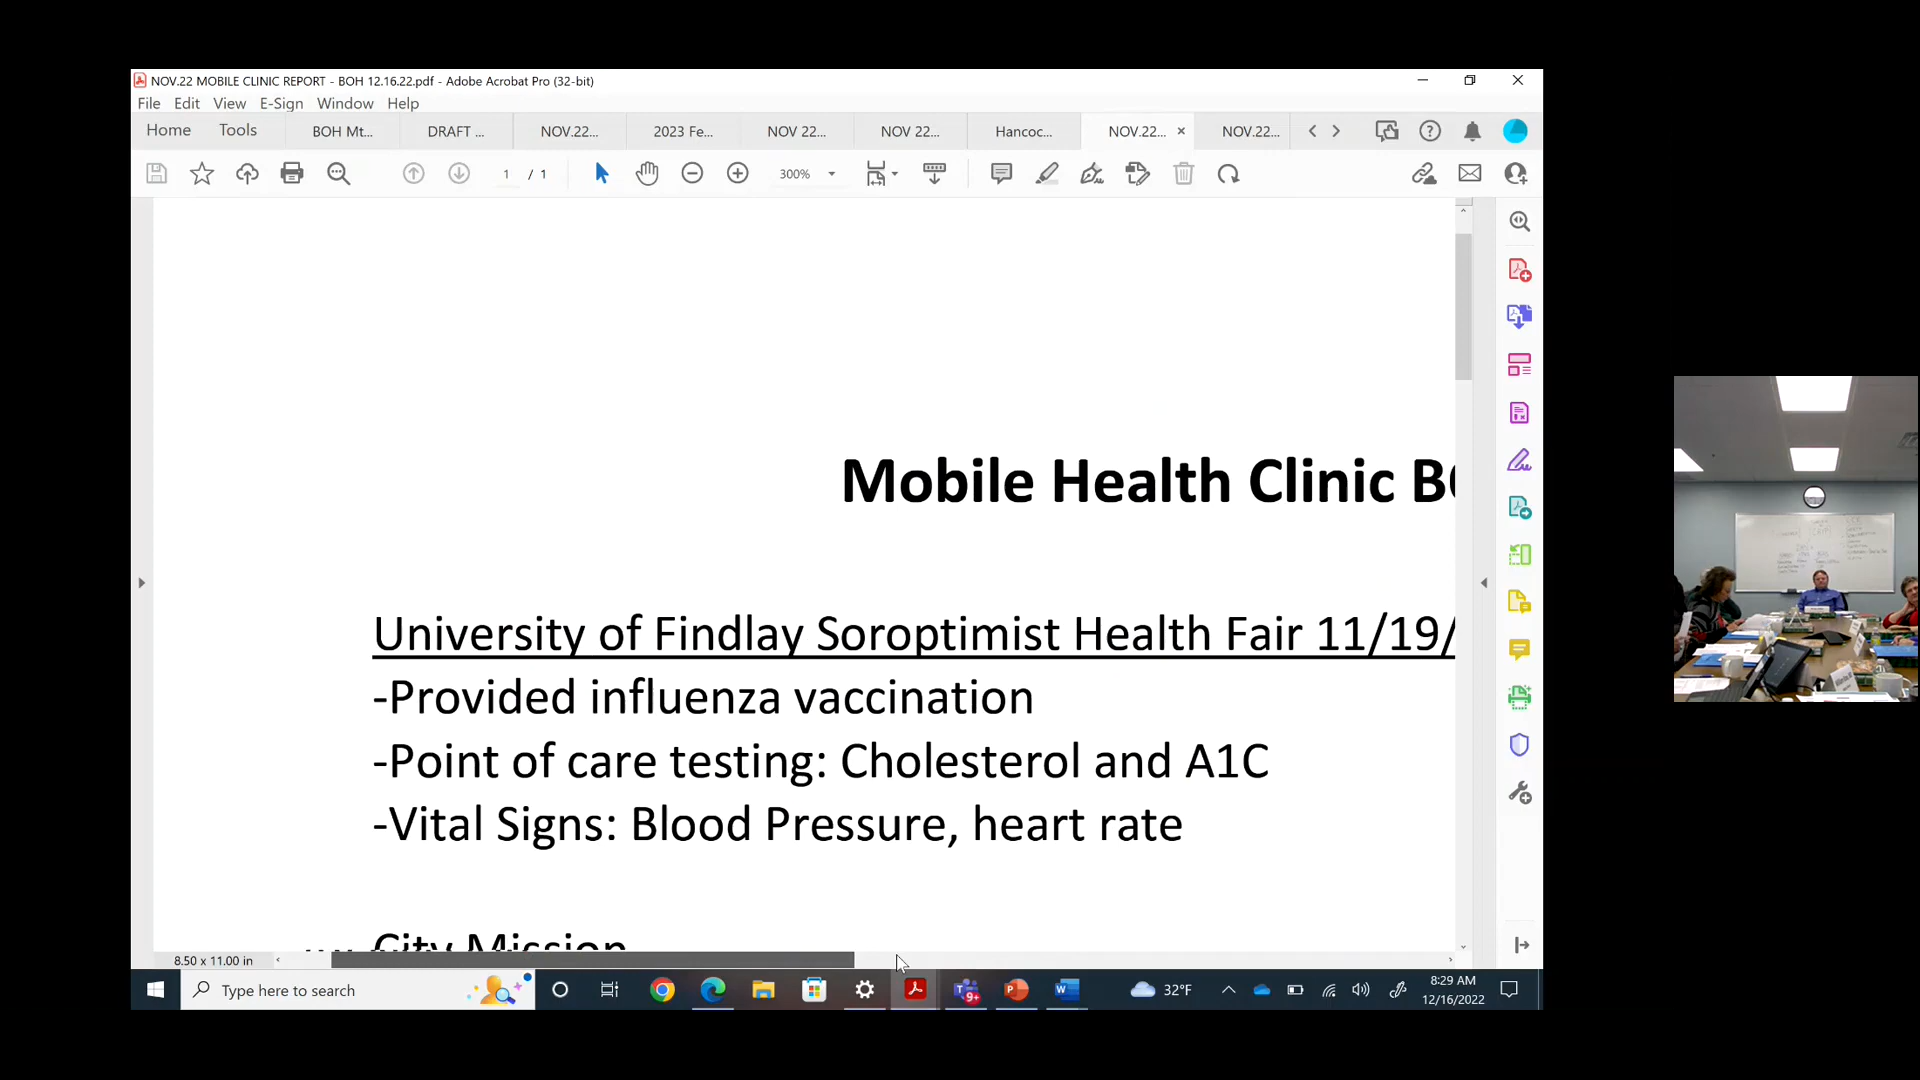 NOV.22 MOBILE CLINIC REPORT - BOH 12.16.22.pdf - Adobe Acrobat Pro (32-bit)
File Edit View E-Sign Window Help
Home Tools BOH Mt... DRAFT ... NOV.22... 2023 Fe... NOV 22... NOV 22... Hancoc... NOV.22... NOV.22...
1 / 1 300%
Mobile Health Clinic BO
University of Findlay Soroptimist Health Fair 11/19/
-Provided influenza vaccination
-Point of care testing: Cholesterol and A1C
-Vital Signs: Blood Pressure, heart rate
City Mission
8.50 x 11.00 in
Type here to search
9+
32°F
8:29 AM
12/16/2022